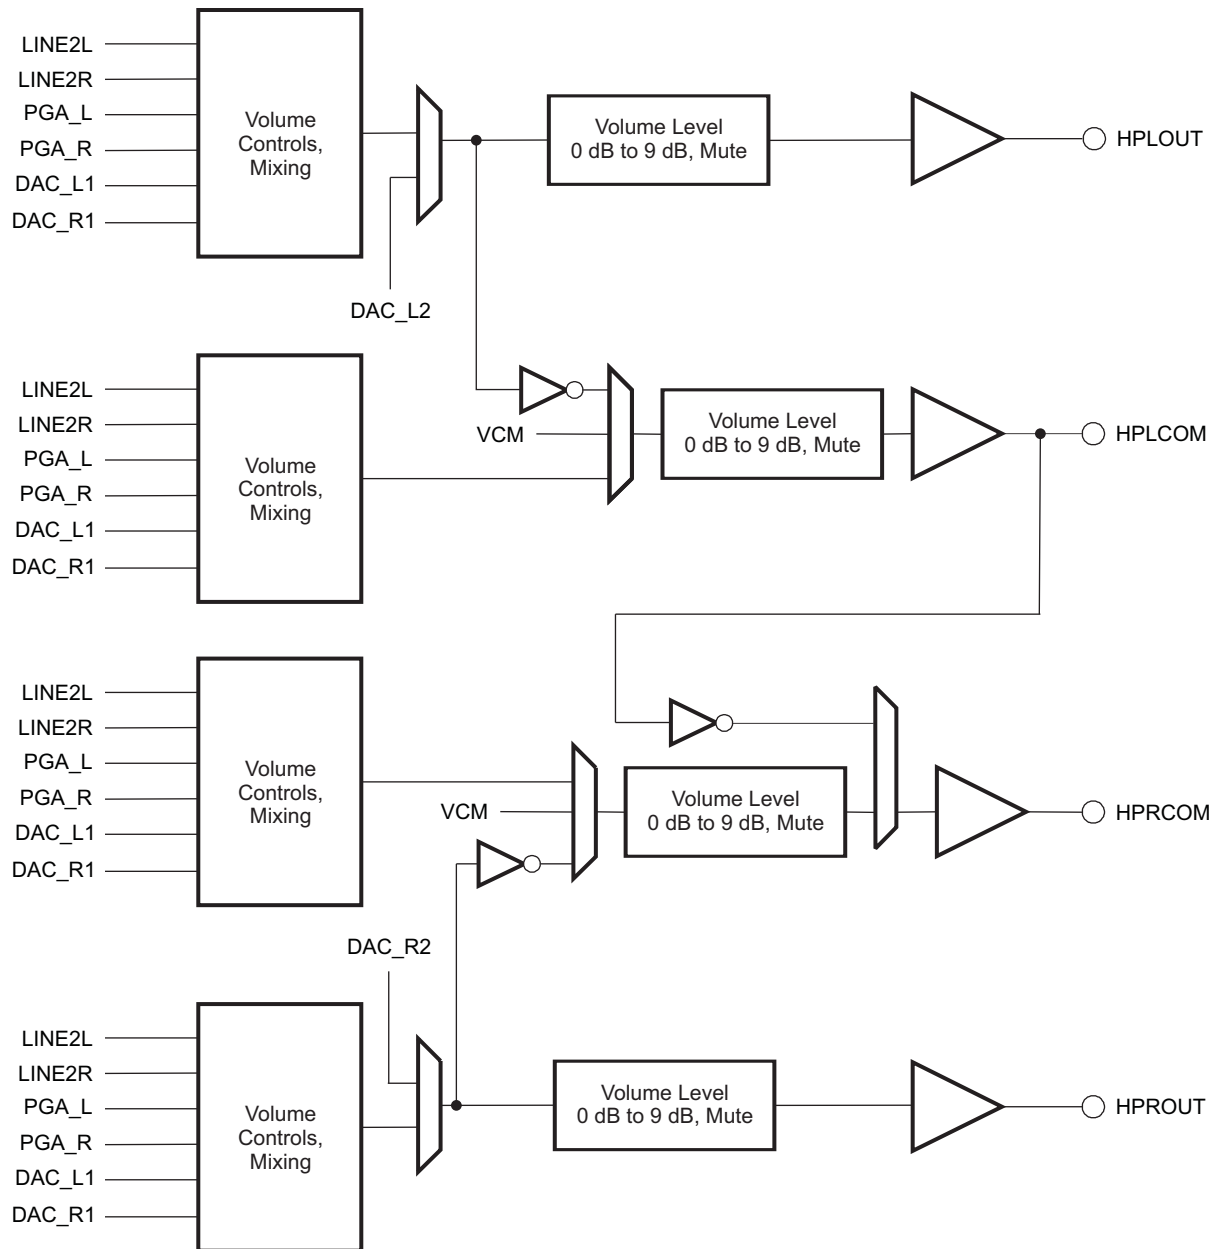 LINE2L
LINE2R
PGA_L
PGA_R
DAC_L1
DAC_R1
Volume
Controls,
Mixing
DAC_L2
Volume Level
0 dB to 9 dB, Mute
HPLOUT
LINE2L
LINE2R
PGA_L
PGA_R
DAC_L1
DAC_R1
Volume
Controls,
Mixing
VCM
Volume Level
0 dB to 9 dB, Mute
HPLCOM
LINE2L
LINE2R
PGA_L
PGA_R
DAC_L1
DAC_R1
Volume
Controls,
Mixing
VCM
Volume Level
0 dB to 9 dB, Mute
HPRCOM
DAC_R2
LINE2L
LINE2R
PGA_L
PGA_R
DAC_L1
DAC_R1
Volume
Controls,
Mixing
Volume Level
0 dB to 9 dB, Mute
HPROUT